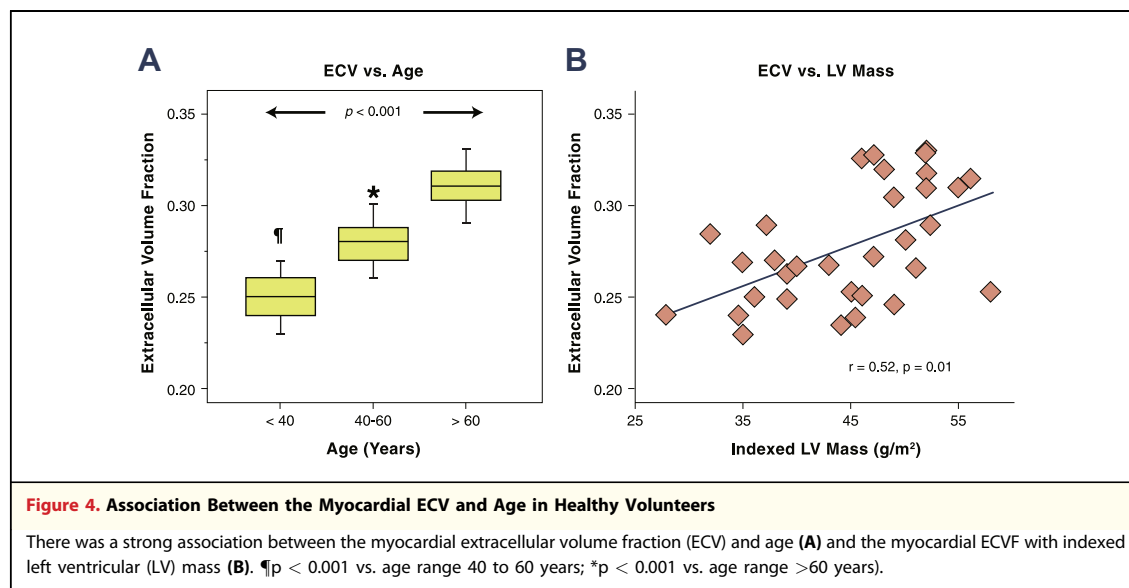 A
ECV vs. Age
Extracellular Volume Fraction
0.35
0.30
0.25
0.20
p < 0.001
¶
*
< 40
40-60
> 60
Age (Years)
B
ECV vs. LV Mass
Extracellular Volume Fraction
0.35
0.30
0.25
0.20
r = 0.52, p = 0.01
25
35
45
55
Indexed LV Mass (g/m²)
Figure 4. Association Between the Myocardial ECV and Age in Healthy Volunteers
There was a strong association between the myocardial extracellular volume fraction (ECV) and age (A) and the myocardial ECVF with indexed
left ventricular (LV) mass (B). ¶p < 0.001 vs. age range 40 to 60 years; *p < 0.001 vs. age range >60 years).